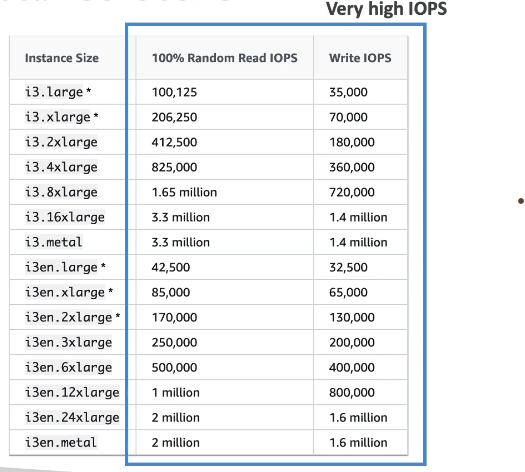 Very high IOPS
Instance Size 100% Random Read IOPS Write IOPS
i3.large * 100,125 35,000
i3.xlarge * 206,250 70,000
i3.2xlarge 412,500 180,000
i3.4xlarge 825,000 360,000
i3.8xlarge 1.65 million 720,000
i3.16xlarge 3.3 million 1.4 million
i3.metal 3.3 million 1.4 million
i3en.large * 42,500 32,500
i3en.xlarge * 85,000 65,000
i3en.2xlarge * 170,000 130,000
i3en.3xlarge 250,000 200,000
i3en.6xlarge 500,000 400,000
i3en.12xlarge 1 million 800,000
i3en.24xlarge 2 million 1.6 million
i3en.metal 2 million 1.6 million